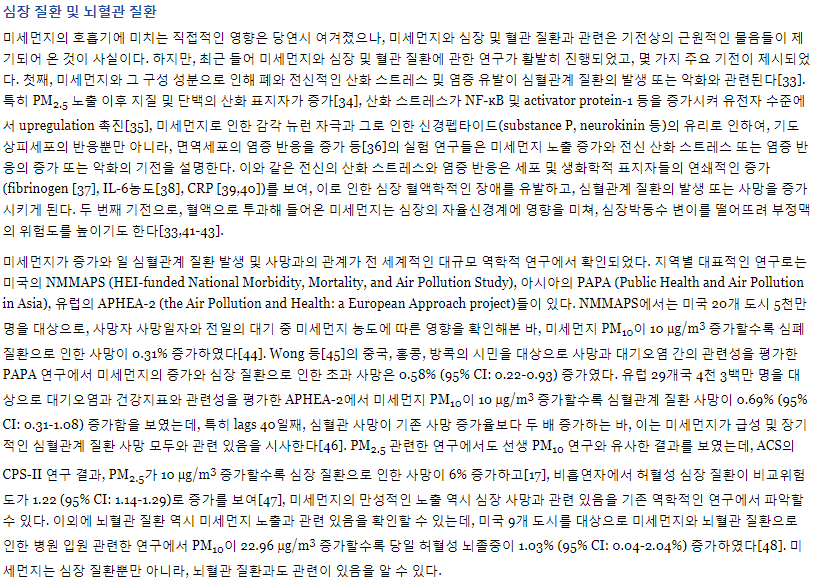 심장 질환 및 뇌혈관 질환
미세먼지의 호흡기에 미치는 직접적인 영향은 당연시 여겨졌으나, 미세먼지와 심장 및 혈관 질환과 관련은 기전상의 근원적인 물음들이 제
기되어 온 것이 사실이다. 하지만, 최근 들어 미세먼지와 심장 및 혈관 질환에 관한 연구가 활발히 진행되었고, 몇 가지 주요 기전이 제시되었
다. 첫째, 미세먼지와 그 구성 성분으로 인해 폐와 전신적인 산화 스트레스 및 염증 유발이 심혈관계 질환의 발생 또는 악화와 관련된다[33].
특히 PM2.5 노출 이후 지질 및 단백의 산화 표지자가 증가[34], 산화 스트레스가 NF-κB 및 activator protein-1 등을 증가시켜 유전자 수준에
서 upregulation 촉진[35], 미세먼지로 인한 감각 뉴런 자극과 그로 인한 신경펩타이드(substance P, neurokinin 등)의 유리로 인하여, 기도
상피세포의 반응뿐만 아니라, 면역세포의 염증 반응을 증가 등[36]의 실험 연구들은 미세먼지 노출 증가와 전신 산화 스트레스 또는 염증 반
응의 증가 또는 악화의 기전을 설명한다. 이와 같은 전신의 산화 스트레스와 염증 반응은 세포 및 생화학적 표지자들의 연쇄적인 증가
(fibrinogen [37], IL-6농도[38], CRP [39,40])를 보여, 이로 인한 심장 혈액학적인 장애를 유발하고, 심혈관계 질환의 발생 또는 사망을 증가
시키게 된다. 두 번째 기전으로, 혈액으로 투과해 들어온 미세먼지는 심장의 자율신경계에 영향을 미쳐, 심장박동수 변이를 떨어뜨려 부정맥
의 위험도를 높이기도 한다[33,41-43].
미세먼지가 증가와 일 심혈관계 질환 발생 및 사망과의 관계가 전 세계적인 대규모 역학적 연구에서 확인되었다. 지역별 대표적인 연구로는
미국의 NMMAPS (HEI-funded National Morbidity, Mortality, and Air Pollution Study), 아시아의 PAPA (Public Health and Air Pollution
in Asia), 유럽의 APHEA-2 (the Air Pollution and Health: a European Approach project)들이 있다. NMMAPS에서는 미국 20개 도시 5천만
명을 대상으로, 사망자 사망일자와 전일의 대기 중 미세먼지 농도에 따른 영향을 확인해본 바, 미세먼지 PM10이 10 μg/m3 증가할수록 심폐
질환으로 인한 사망이 0.31% 증가하였다[44]. Wong 등[45]의 중국, 홍콩, 방콕의 시민을 대상으로 사망과 대기오염 간의 관련성을 평가한
PAPA 연구에서 미세먼지의 증가와 심장 질환으로 인한 초과 사망은 0.58% (95% CI: 0.22-0.93) 증가였다. 유럽 29개국 4천 3백만 명을 대
상으로 대기오염과 건강지표와 관련성을 평가한 APHEA-2에서 미세먼지 PM10이 10 μg/m3 증가할수록 심혈관계 질환 사망이 0.69% (95%
CI: 0.31-1.08) 증가함을 보였는데, 특히 lags 40일째, 심혈관 사망이 기존 사망 증가율보다 두 배 증가하는 바, 이는 미세먼지가 급성 및 장기
적인 심혈관계 질환 사망 모두와 관련 있음을 시사한다[46]. PM2.5 관련한 연구에서도 선생 PM10 연구와 유사한 결과를 보였는데, ACS의
CPS-II 연구 결과, PM2.5가 10 μg/m3 증가할수록 심장 질환으로 인한 사망이 6% 증가하고[17], 비흡연자에서 허혈성 심장 질환이 비교위험
도가 1.22 (95% CI: 1.14-1.29)로 증가를 보여[47], 미세먼지의 만성적인 노출 역시 심장 사망과 관련 있음을 기존 역학적인 연구에서 파악할
수 있다. 이외에 뇌혈관 질환 역시 미세먼지 노출과 관련 있음을 확인할 수 있는데, 미국 9개 도시를 대상으로 미세먼지와 뇌혈관 질환으로
인한 병원 입원 관련한 연구에서 PM10이 22.96 μg/m3 증가할수록 당일 허혈성 뇌졸중이 1.03% (95% CI: 0.04-2.04%) 증가하였다[48]. 미
세먼지는 심장 질환뿐만 아니라, 뇌혈관 질환과도 관련이 있음을 알 수 있다.